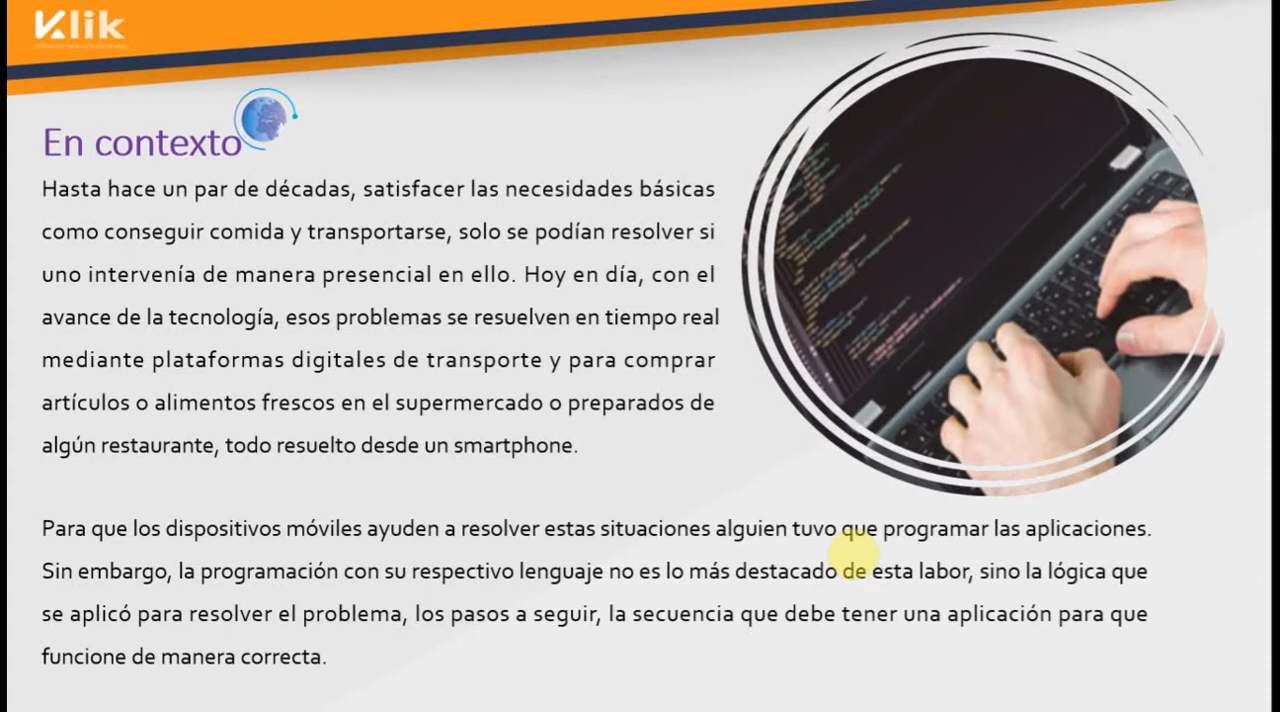 Klik
En contexto
Hasta hace un par de décadas, satisfacer las necesidades básicas
como conseguir comida y transportarse, solo se podían resolver si
uno intervenía de manera presencial en ello. Hoy en día, con el
avance de la tecnología, esos problemas se resuelven en tiempo real
mediante plataformas digitales de transporte y para comprar
artículos o alimentos frescos en el supermercado o preparados de
algún restaurante, todo resuelto desde un smartphone.
Para que los dispositivos móviles ayuden a resolver estas situaciones alguien tuvo que programar las aplicaciones.
Sin embargo, la programación con su respectivo lenguaje no es lo más destacado de esta labor, sino la lógica que
se aplicó para resolver el problema, los pasos a seguir, la secuencia que debe tener una aplicación para que
funcione de manera correcta.